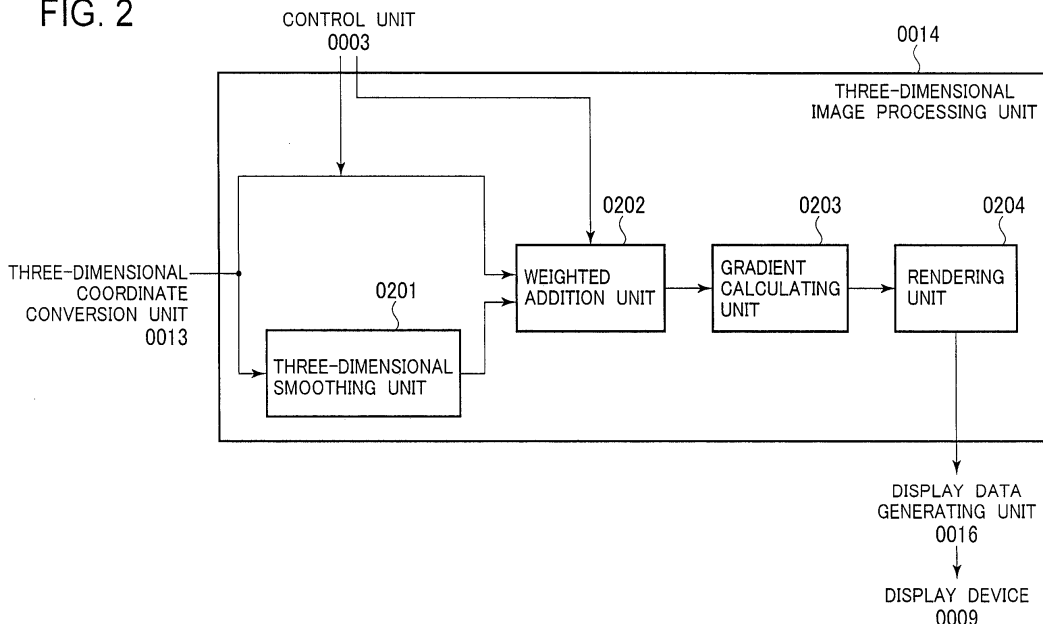 FIG. 2
CONTROL UNIT
0003
0014
THREE-DIMENSIONAL
IMAGE PROCESSING UNIT
0202
0203
0204
THREE-DIMENSIONAL
COORDINATE
CONVERSION UNIT
0013
WEIGHTED
ADDITION UNIT
GRADIENT
CALCULATING
UNIT
RENDERING
UNIT
0201
THREE-DIMENSIONAL
SMOOTHING UNIT
DISPLAY DATA
GENERATING UNIT
0016
DISPLAY DEVICE
0009